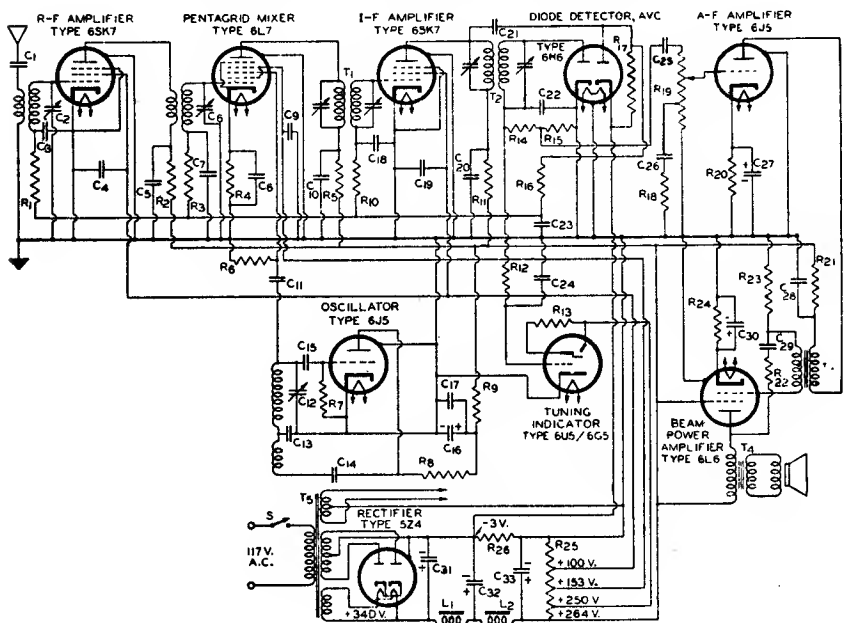 R-F AMPLIFIER
TYPE 6SK7
PENTAGRID MIXER
TYPE 6L7
I-F AMPLIFIER
TYPE 6SK7
DIODE DETECTOR, AVC
TYPE
6H6
A-F AMPLIFIER
TYPE 6J5
C1
C2
C3
R1
C4
C5
R2
C6
C7
R3
R4
C6
C9
T1
C10
R5
R10
C18
C19
C20
R11
C21
T2
C22
R14
R15
R16
R17
C23
C25
R19
C26
R18
R20
C27
R6
C11
R12
C24
R13
R23
C28
R21
R24
C30
C29
R22
OSCILLATOR
TYPE 6J5
C15
C12
R7
C13
C14
C17
C16
R8
R9
TUNING
INDICATOR
TYPE 6U5/6G5
BEAM
POWER
AMPLIFIER
TYPE 6L6
T4
T5
S
117 V.
A.C.
RECTIFIER
TYPE 5Z4
+340 V.
C31
-3V.
R26
C32
C33
L1
L2
R25
+100 V.
+153 V.
+250 V
+264 V.